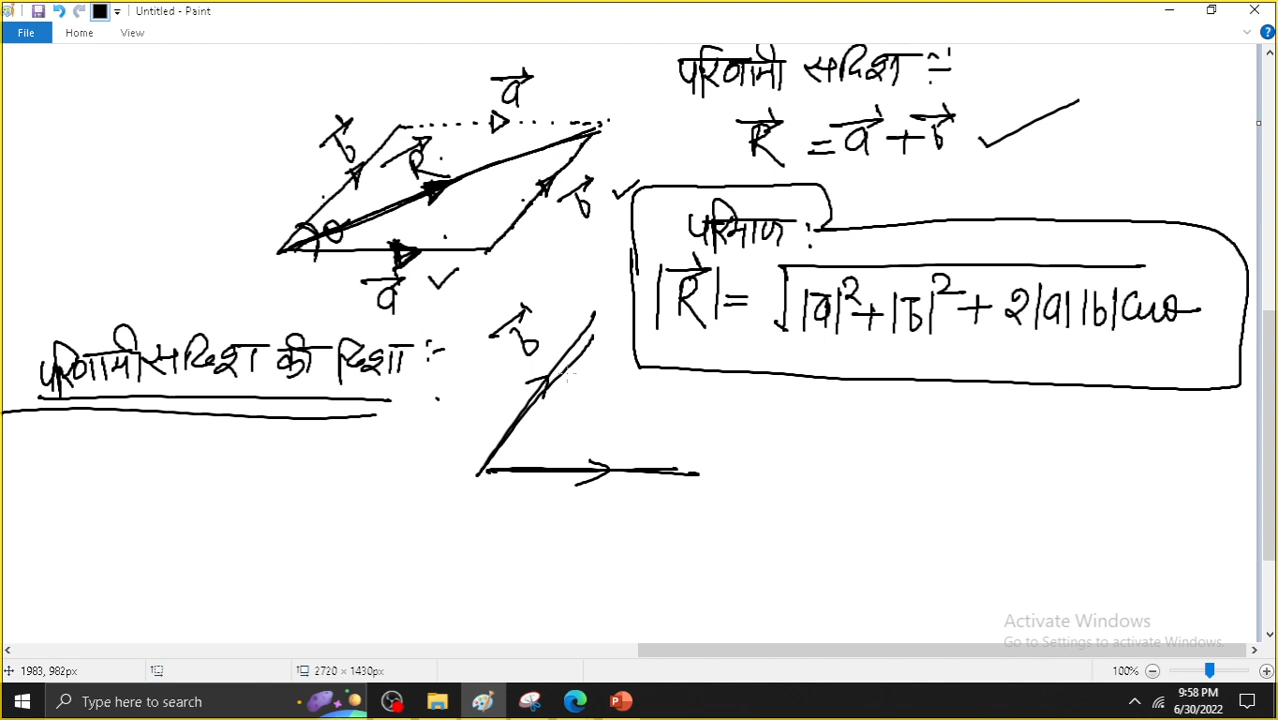 Untitled - Paint
File Home View
परिणामी सदिश :-
a
R = a + b
b
R
b
परिमाण :
θ
a
|R| = √|a|² + |b|² + 2|a||b| Cosθ
b
परिणामी सदिश की दिशा :-
Activate Windows
Go to Settings to activate Windows.
1983, 982px
2720 × 1430px
100%
Type here to search
9:58 PM
6/30/2022